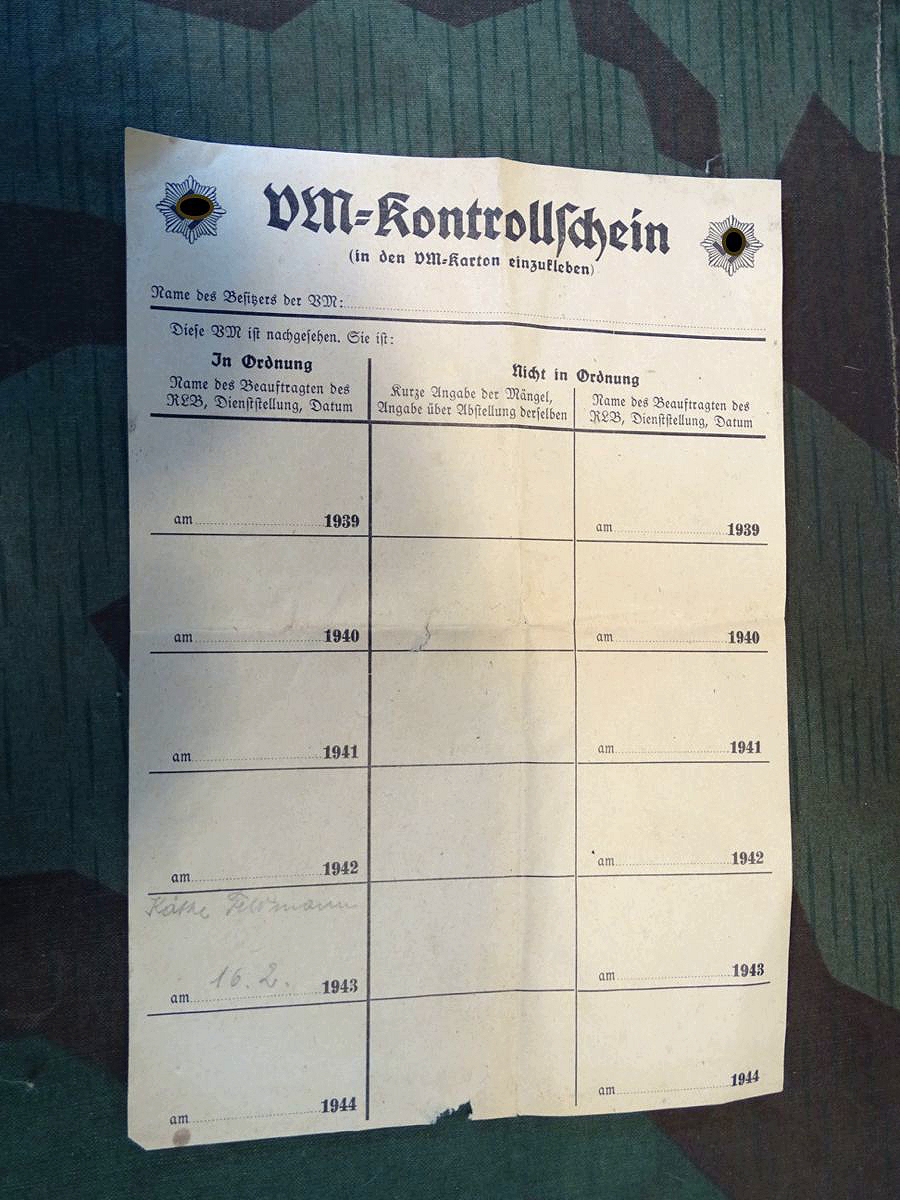 VM-Kontrollschein
(in den VM-Karton einzukleben)
Name des Besitzers der VM:
Diese VM ist nachgesehen. Sie ist:
In Ordnung
Name des Beauftragten des
RLB, Dienststellung, Datum
Nicht in Ordnung
Kurze Angabe der Mängel,
Angabe über Abstellung derselben
Name des Beauftragten des
RLB, Dienststellung, Datum
am 1939
am 1939
am 1940
am 1940
am 1941
am 1941
am 1942
am 1942
Käthe Feldmann
am 16.2. 1943
am 1943
am 1944
am 1944